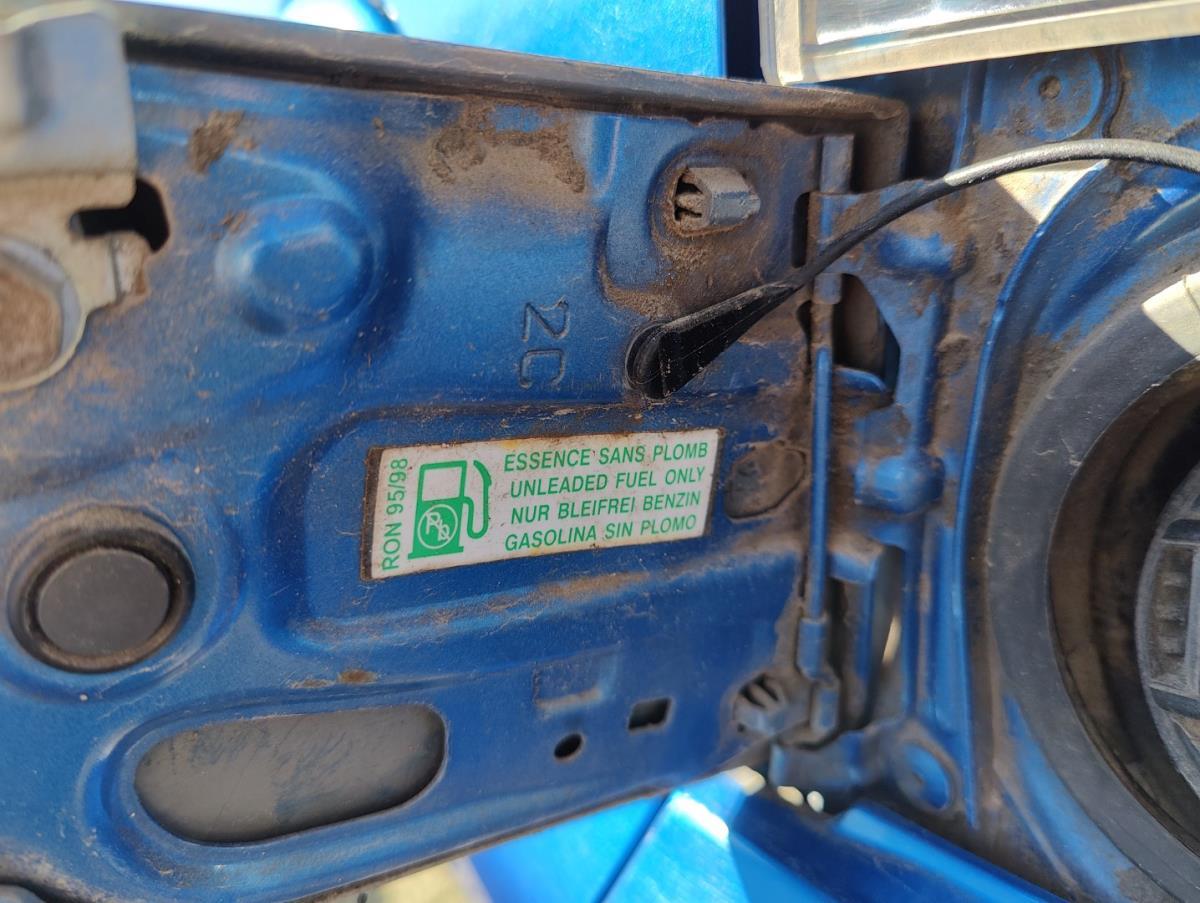 2C
RON 95/98
ESSENCE SANS PLOMB
UNLEADED FUEL ONLY
NUR BLEIFREI BENZIN
GASOLINA SIN PLOMO